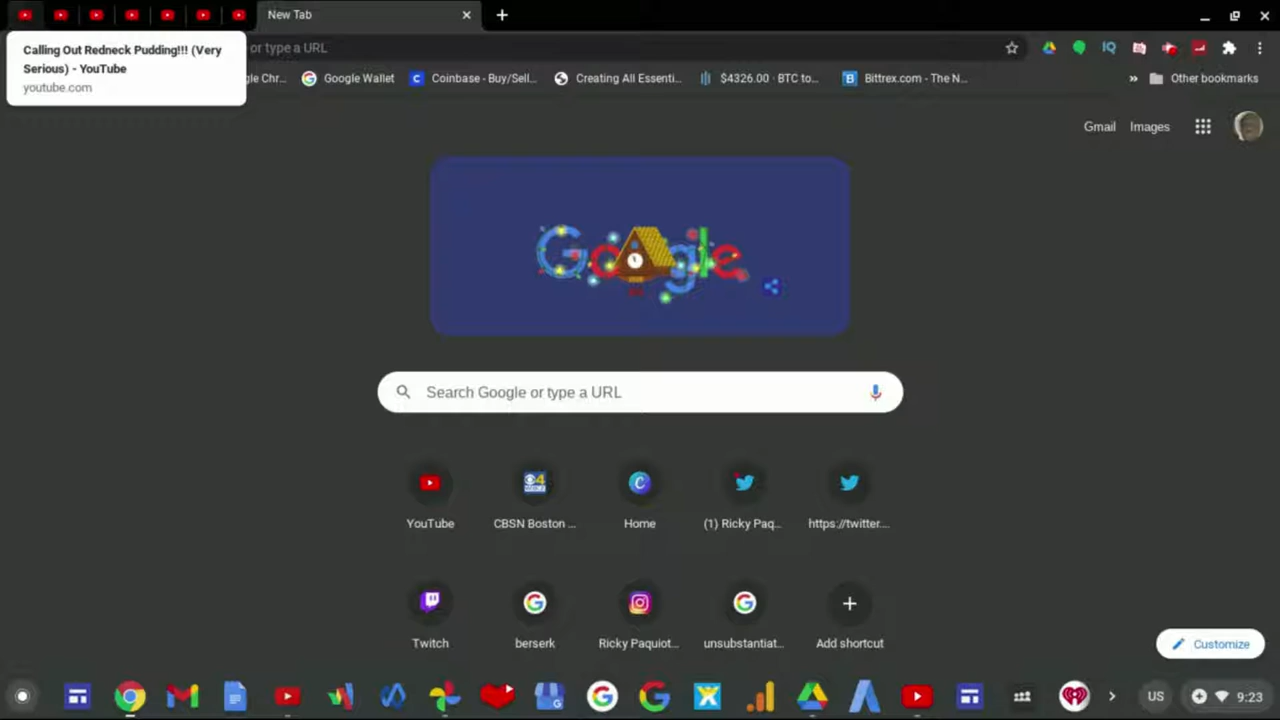 New Tab
Calling Out Redneck Pudding!!! (Very
Serious) - YouTube
youtube.com
or type a URL
gle Chr...
Google Wallet
Coinbase - Buy/Sell...
Creating All Essenti...
$4326.00 · BTC to...
Bittrex.com - The N...
Other bookmarks
Gmail
Images
Google
Search Google or type a URL
YouTube
CBSN Boston ...
Home
(1) Ricky Paq...
https://twitter....
Twitch
berserk
Ricky Paquiot...
unsubstantiat...
Add shortcut
Customize
US
9:23